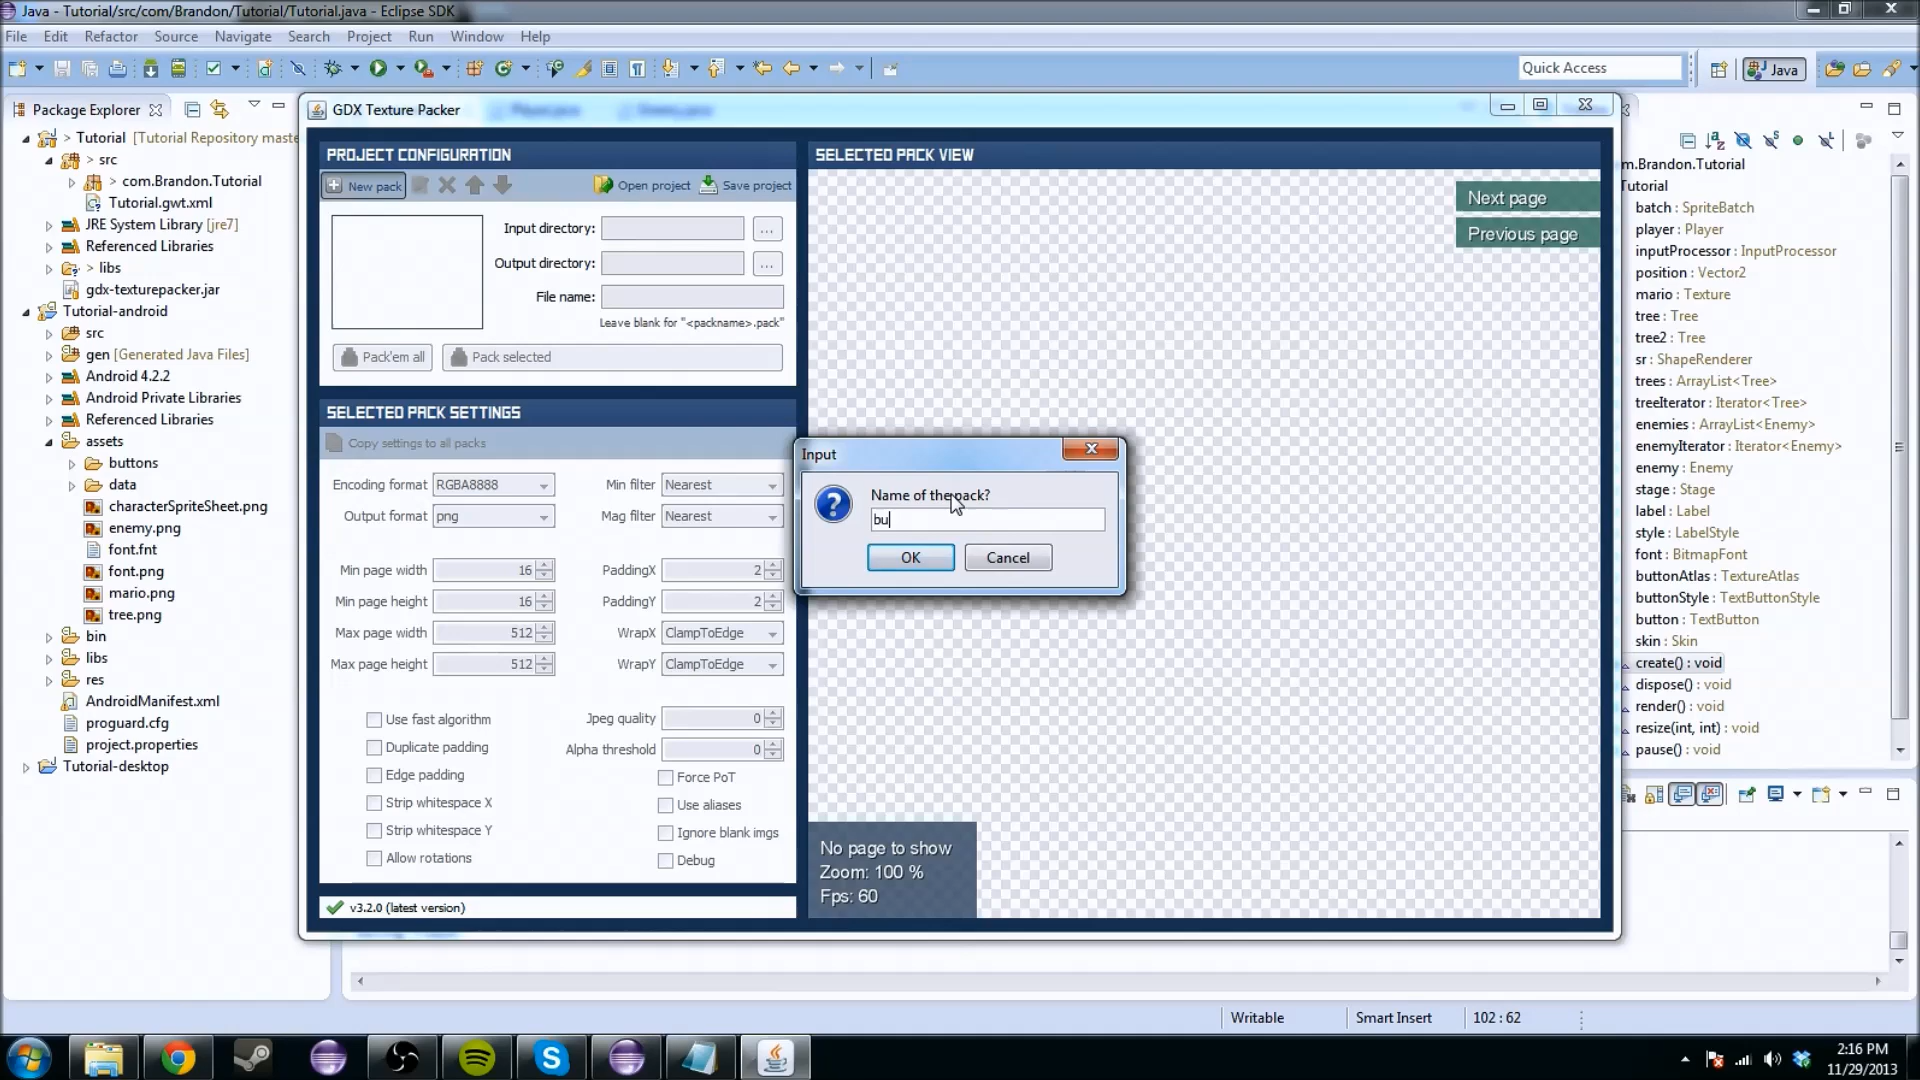 Java - Tutorial/src/com/Brandon/Tutorial/Tutorial.java - Eclipse SDK
File Edit Refactor Source Navigate Search Project Run Window Help
Quick Access
Java
Package Explorer
> Tutorial [Tutorial Repository maste
> src
> com.Brandon.Tutorial
Tutorial.gwt.xml
JRE System Library [jre7]
Referenced Libraries
> libs
gdx-texturepacker.jar
Tutorial-android
src
gen [Generated Java Files]
Android 4.2.2
Android Private Libraries
Referenced Libraries
assets
buttons
data
characterSpriteSheet.png
enemy.png
font.fnt
font.png
mario.png
tree.png
bin
libs
res
AndroidManifest.xml
proguard.cfg
project.properties
Tutorial-desktop
GDX Texture Packer
PROJECT CONFIGURATION
New pack
Open project
Save project
Input directory:
...
Output directory:
...
File name:
Leave blank for "<packname>.pack"
Pack'em all
Pack selected
SELECTED PACK SETTINGS
Copy settings to all packs
Encoding format RGBA8888
Min filter Nearest
Output format png
Mag filter Nearest
Min page width 16
PaddingX 2
Min page height 16
PaddingY 2
Max page width 512
WrapX ClampToEdge
Max page height 512
WrapY ClampToEdge
Use fast algorithm
Jpeg quality 0
Duplicate padding
Alpha threshold 0
Edge padding
Force PoT
Strip whitespace X
Use aliases
Strip whitespace Y
Ignore blank imgs
Allow rotations
Debug
v3.2.0 (latest version)
SELECTED PACK VIEW
Next page
Previous page
No page to show
Zoom: 100 %
Fps: 60
Input
Name of the pack?
bu
OK
Cancel
m.Brandon.Tutorial
Tutorial
batch : SpriteBatch
player : Player
inputProcessor : InputProcessor
position : Vector2
mario : Texture
tree : Tree
tree2 : Tree
sr : ShapeRenderer
trees : ArrayList<Tree>
treeIterator : Iterator<Tree>
enemies : ArrayList<Enemy>
enemyIterator : Iterator<Enemy>
enemy : Enemy
stage : Stage
label : Label
style : LabelStyle
font : BitmapFont
buttonAtlas : TextureAtlas
buttonStyle : TextButtonStyle
button : TextButton
skin : Skin
create() : void
dispose() : void
render() : void
resize(int, int) : void
pause() : void
Writable
Smart Insert
102 : 62
2:16 PM
11/29/2013